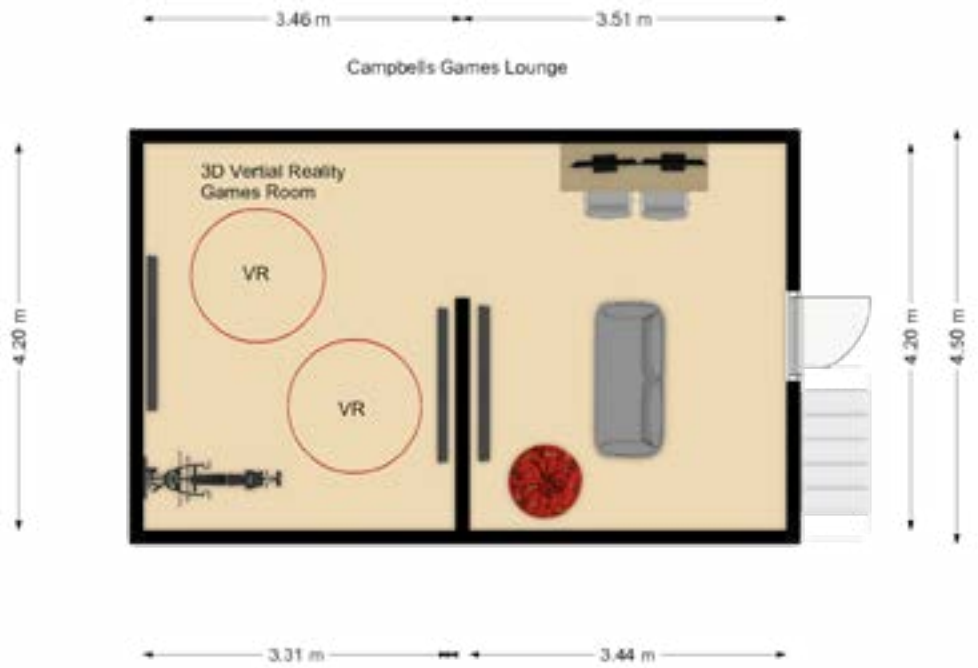 3.46 m
3.51 m
Campbells Games Lounge
3D Vertial Reality
Games Room
VR
VR
4.20 m
4.20 m
4.50 m
3.31 m
3.44 m